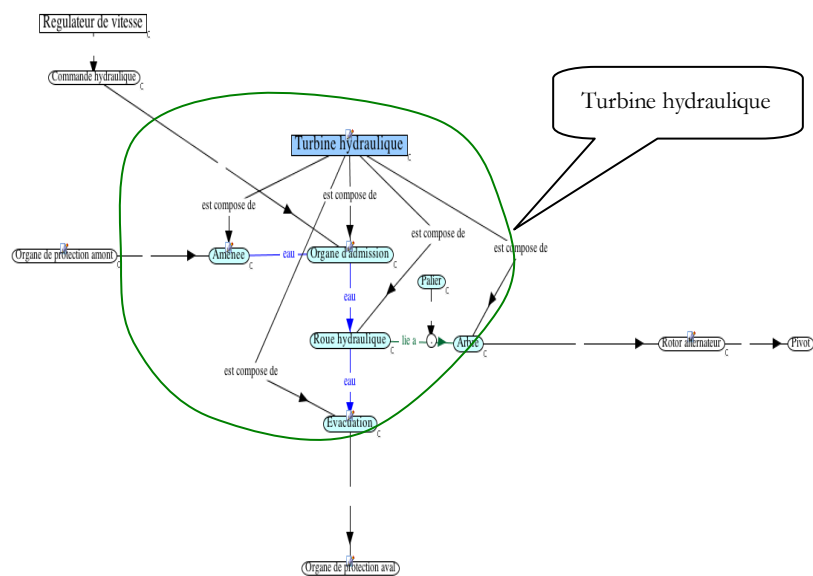 Regulateur de vitesse
Commande hydraulique
Turbine hydraulique
Turbine hydraulique
est compose de
est compose de
est compose de
est compose de
Organe de protection amont
Amenee
eau
Organe d'admission
Palier
eau
Roue hydraulique
lie a
Arbre
Rotor alternateur
Pivot
est compose de
eau
Evacuation
Organe de protection aval